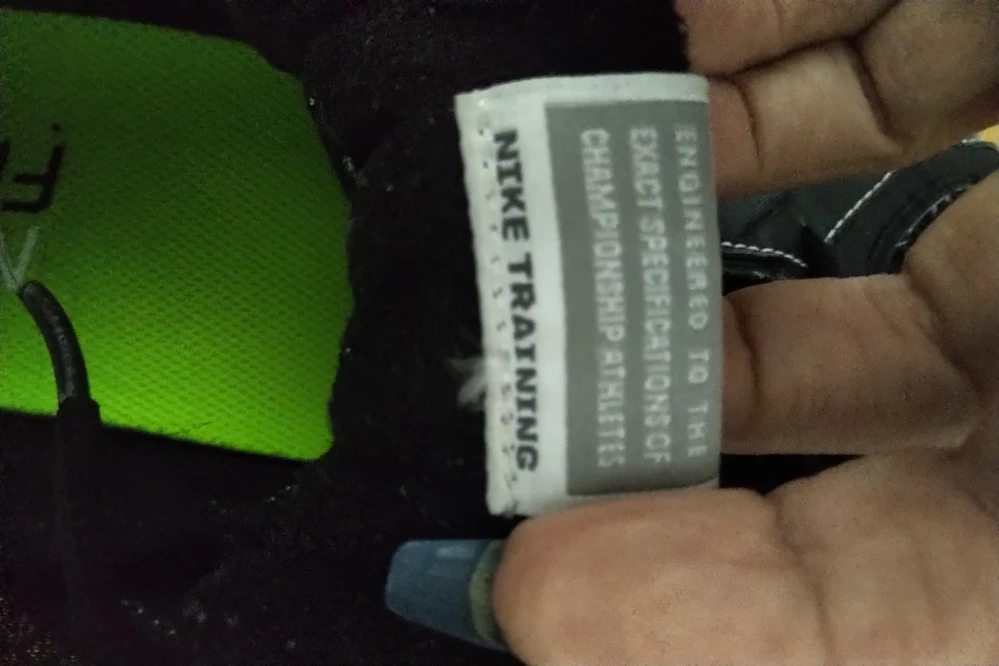 ENGINEERED TO THE
EXACT SPECIFICATIONS OF
CHAMPIONSHIP ATHLETES
NIKE TRAINING